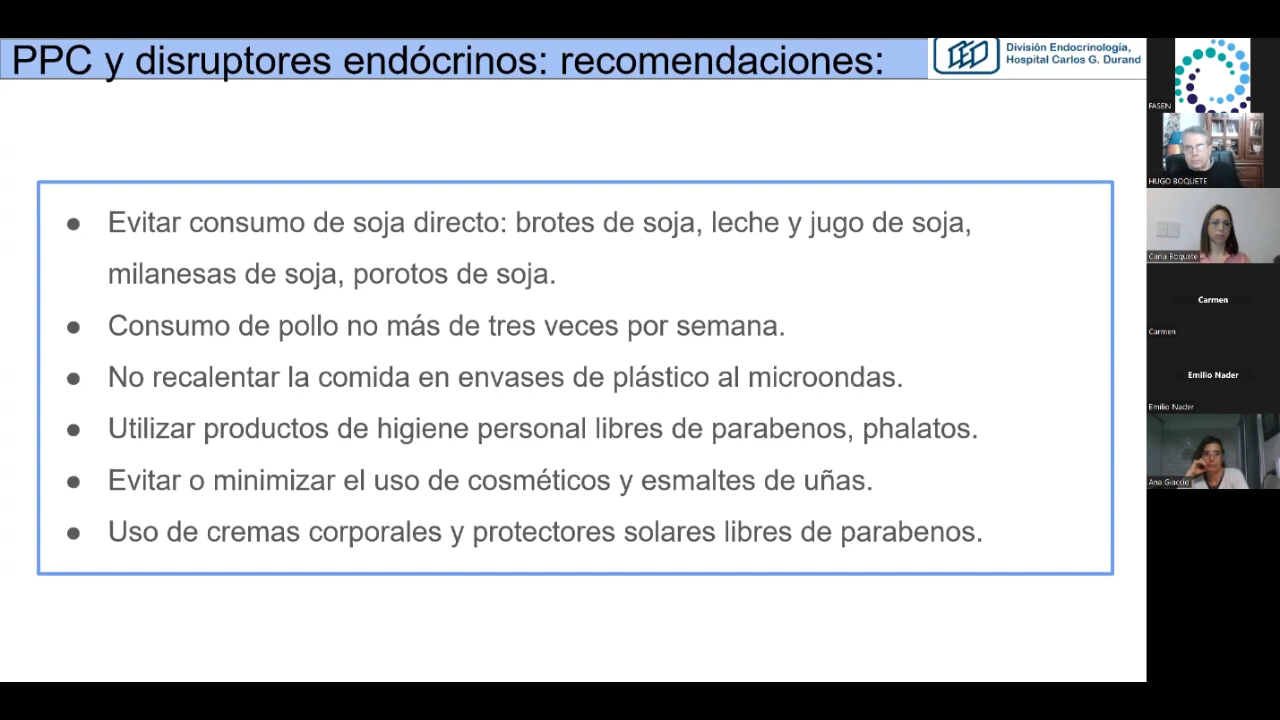 PPC y disruptores endócrinos: recomendaciones:
División Endocrinología,
Hospital Carlos G. Durand
● Evitar consumo de soja directo: brotes de soja, leche y jugo de soja,
milanesas de soja, porotos de soja.
● Consumo de pollo no más de tres veces por semana.
● No recalentar la comida en envases de plástico al microondas.
● Utilizar productos de higiene personal libres de parabenos, phalatos.
● Evitar o minimizar el uso de cosméticos y esmaltes de uñas.
● Uso de cremas corporales y protectores solares libres de parabenos.
FASEN
HUGO BOQUETE
Carla Boquete
Carmen
Carmen
Emilio Nader
Emilio Nader
Ana Giaccio